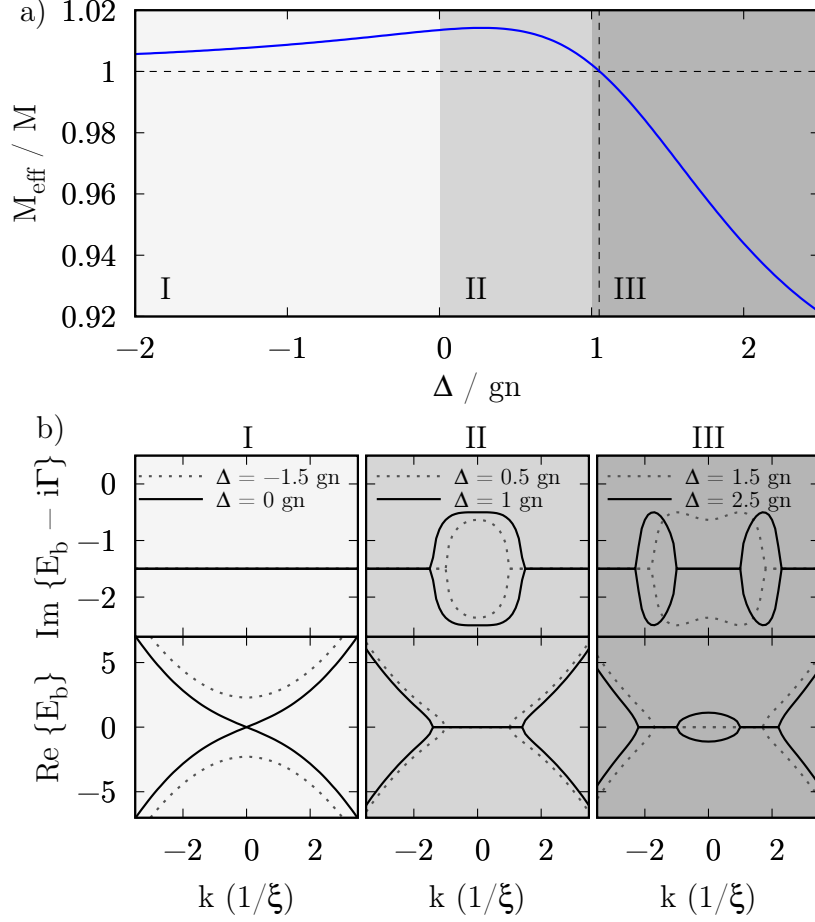 a)
1.02
1
0.98
0.96
0.94
0.92
M_eff / M
I
II
III
−2
−1
0
1
2
Δ / gn
b)
I
II
III
Im {E_b − iΓ}
0
−1
−2
Δ = −1.5 gn
Δ = 0 gn
Δ = 0.5 gn
Δ = 1 gn
Δ = 1.5 gn
Δ = 2.5 gn
Re {E_b}
5
0
−5
−2
0
2
−2
0
2
−2
0
2
k (1/ξ)
k (1/ξ)
k (1/ξ)